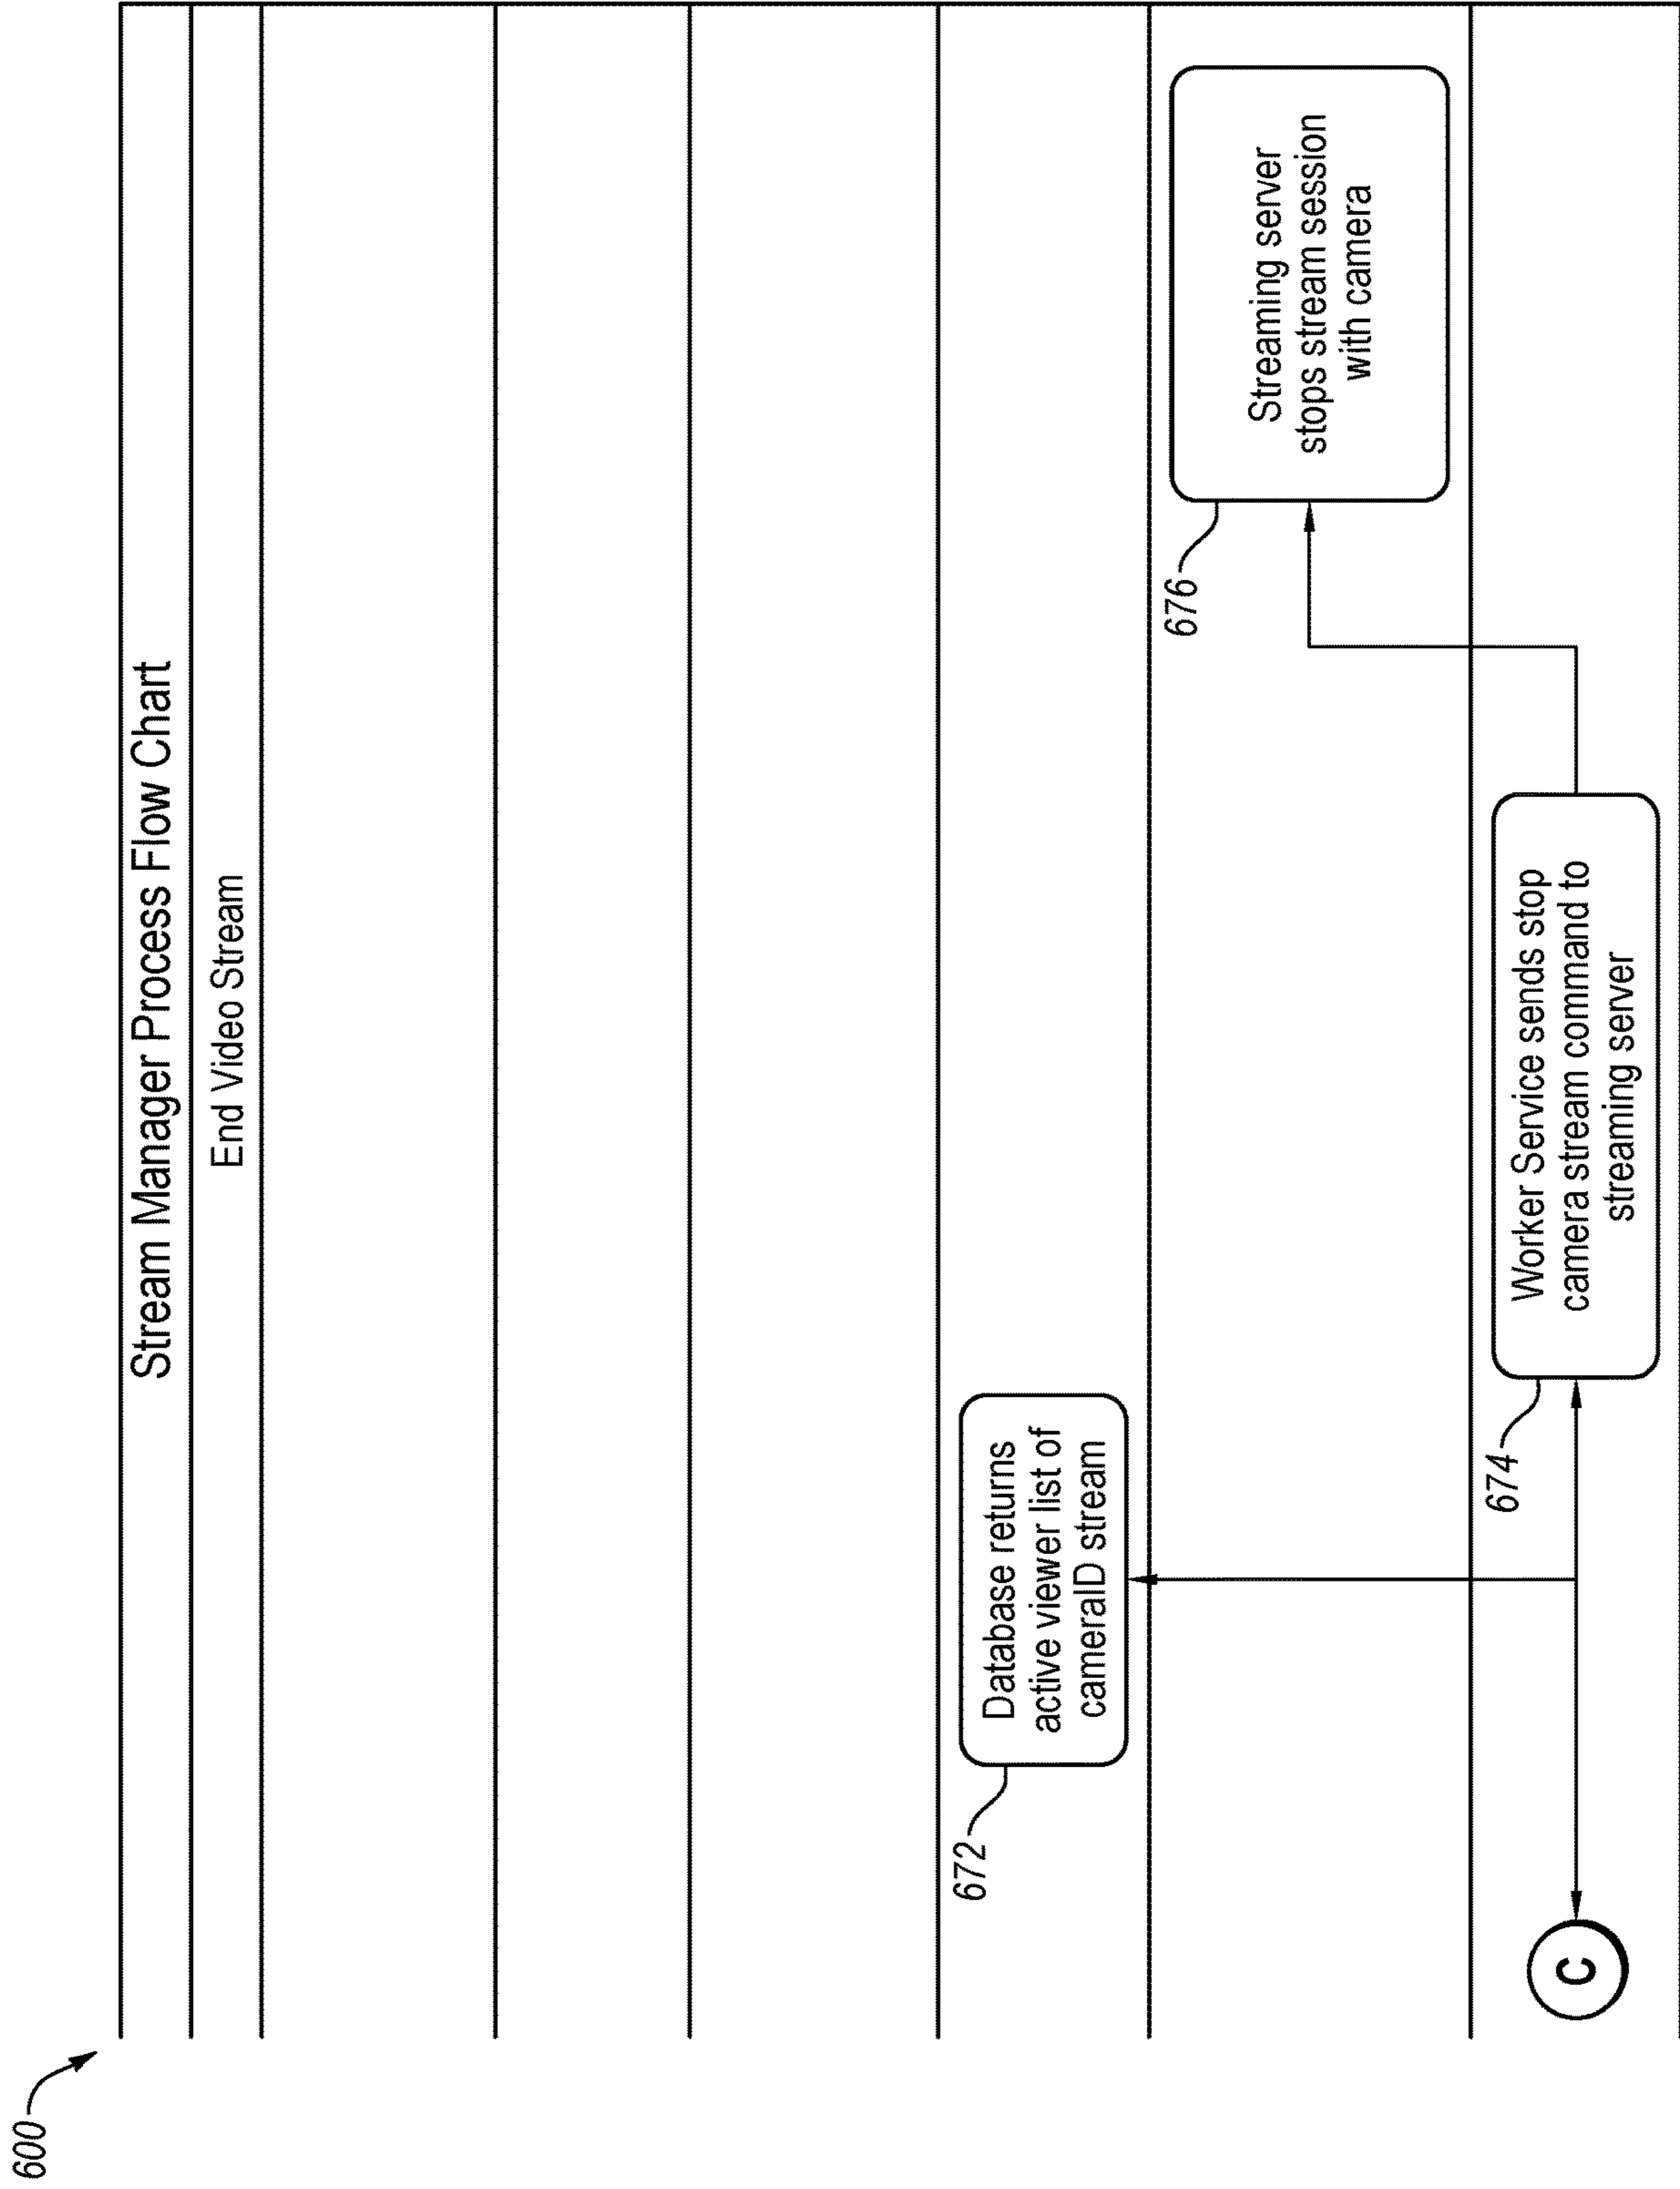 600
Stream Manager Process Flow Chart
End Video Stream
672
Database returns
active viewer list of
cameraID stream
676
Streaming server
stops stream session
with camera
C
674
Worker Service sends stop
camera stream command to
streaming server